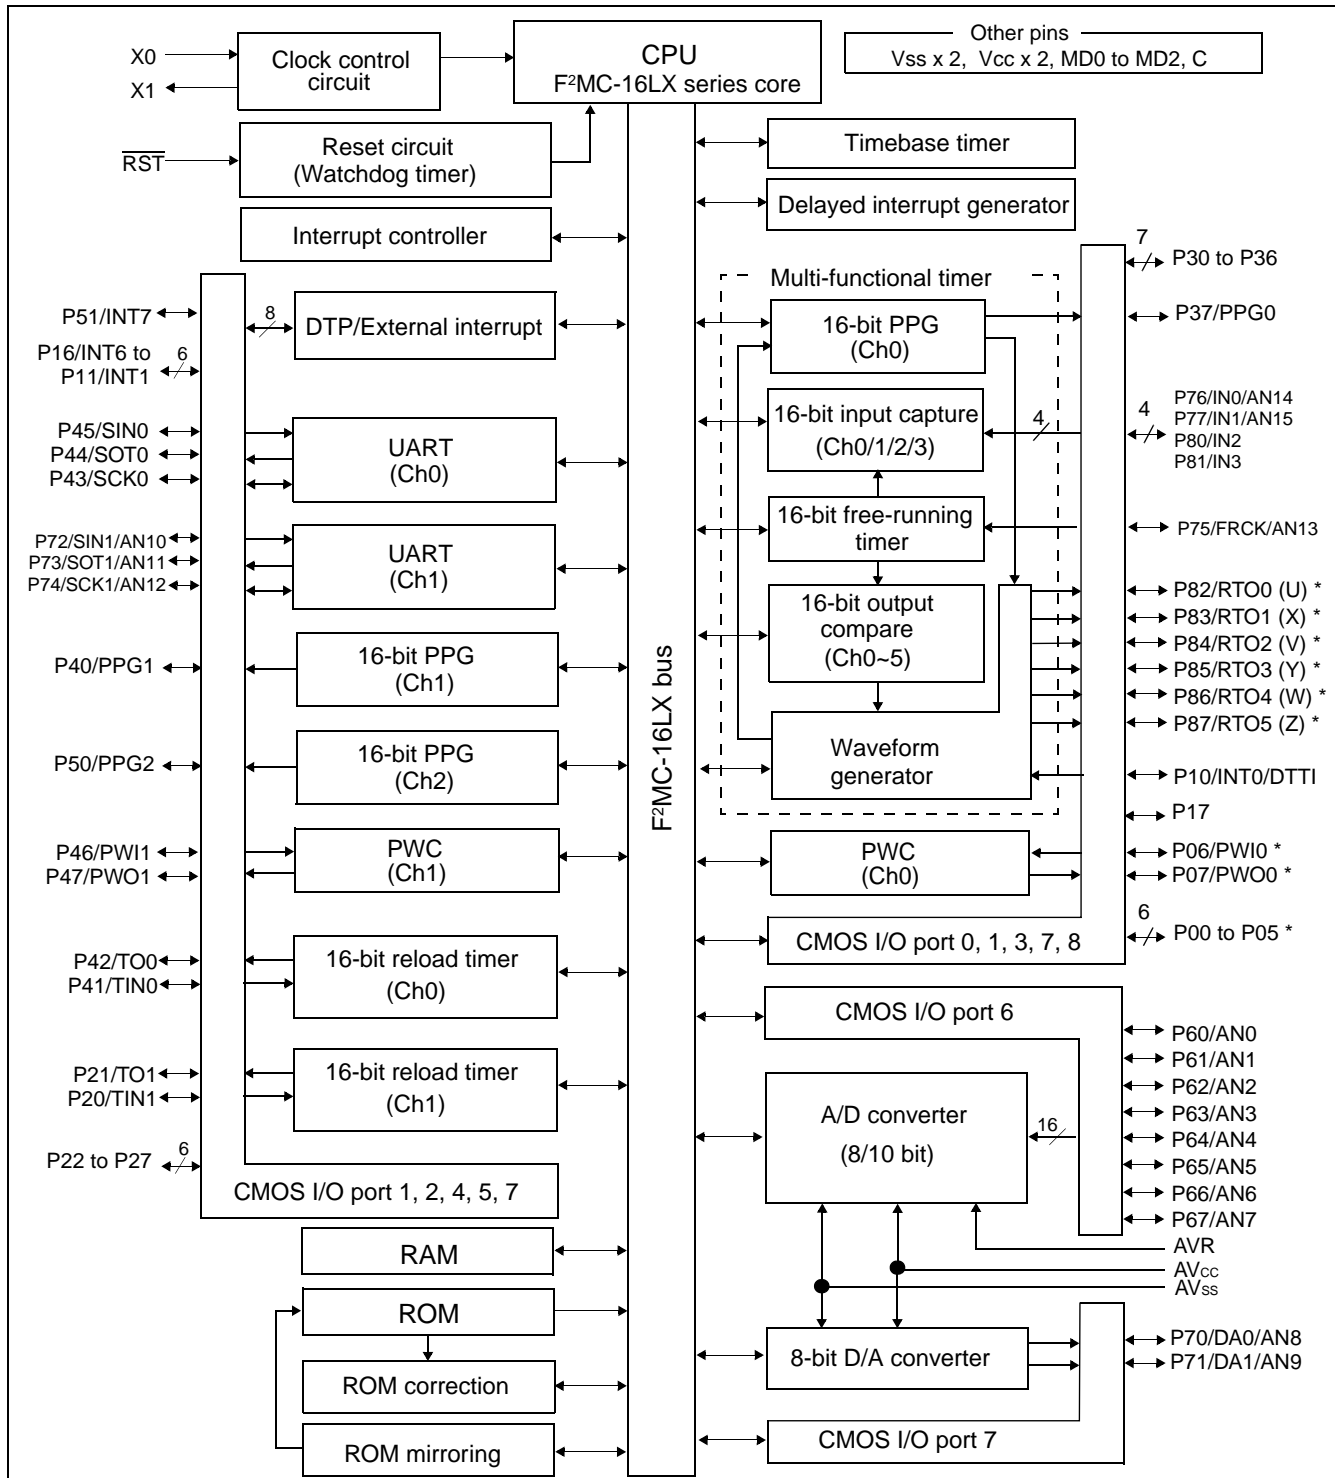 X0
X1
Clock control
circuit
CPU
F²MC-16LX series core
Other pins
Vss x 2, Vcc x 2, MD0 to MD2, C
RST
Reset circuit
(Watchdog timer)
Timebase timer
Delayed interrupt generator
Interrupt controller
F²MC-16LX bus
P51/INT7
8
DTP/External interrupt
P16/INT6 to
P11/INT1
6
P45/SIN0
P44/SOT0
P43/SCK0
UART
(Ch0)
P72/SIN1/AN10
P73/SOT1/AN11
P74/SCK1/AN12
UART
(Ch1)
P40/PPG1
16-bit PPG
(Ch1)
P50/PPG2
16-bit PPG
(Ch2)
P46/PWI1
P47/PWO1
PWC
(Ch1)
P42/TO0
P41/TIN0
16-bit reload timer
(Ch0)
P21/TO1
P20/TIN1
16-bit reload timer
(Ch1)
P22 to P27
6
CMOS I/O port 1, 2, 4, 5, 7
RAM
ROM
ROM correction
ROM mirroring
Multi-functional timer
16-bit PPG
(Ch0)
16-bit input capture
(Ch0/1/2/3)
4
16-bit free-running
timer
16-bit output
compare
(Ch0~5)
Waveform
generator
PWC
(Ch0)
CMOS I/O port 0, 1, 3, 7, 8
7
P30 to P36
P37/PPG0
4
P76/IN0/AN14
P77/IN1/AN15
P80/IN2
P81/IN3
P75/FRCK/AN13
P82/RTO0 (U) *
P83/RTO1 (X) *
P84/RTO2 (V) *
P85/RTO3 (Y) *
P86/RTO4 (W) *
P87/RTO5 (Z) *
P10/INT0/DTTI
P17
P06/PWI0 *
P07/PWO0 *
6
P00 to P05 *
CMOS I/O port 6
A/D converter
(8/10 bit)
16
P60/AN0
P61/AN1
P62/AN2
P63/AN3
P64/AN4
P65/AN5
P66/AN6
P67/AN7
AVR
AVCC
AVSS
8-bit D/A converter
P70/DA0/AN8
P71/DA1/AN9
CMOS I/O port 7